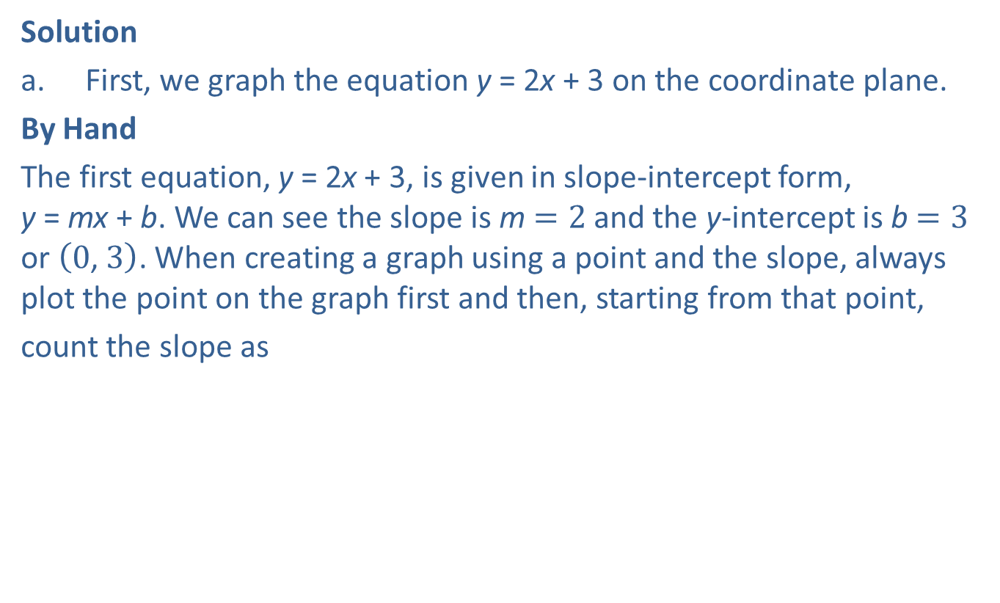 Solution
a. First, we graph the equation y = 2x + 3 on the coordinate plane.
By Hand
The first equation, y = 2x + 3, is given in slope-intercept form,
y = mx + b. We can see the slope is m = 2 and the y-intercept is b = 3
or (0, 3). When creating a graph using a point and the slope, always
plot the point on the graph first and then, starting from that point,
count the slope as